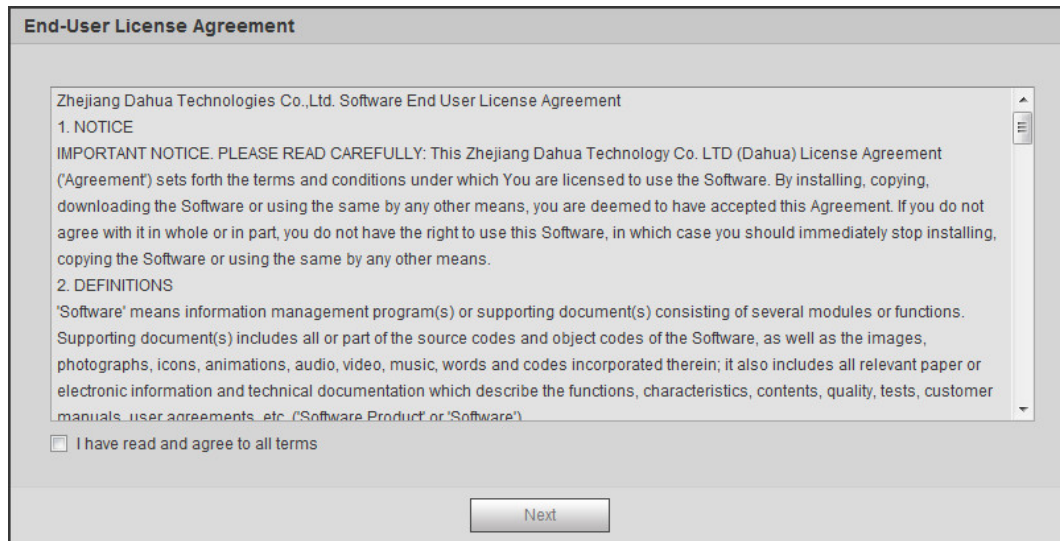 End-User License Agreement
Zhejiang Dahua Technologies Co.,Ltd. Software End User License Agreement
1. NOTICE
IMPORTANT NOTICE. PLEASE READ CAREFULLY: This Zhejiang Dahua Technology Co. LTD (Dahua) License Agreement
('Agreement') sets forth the terms and conditions under which You are licensed to use the Software. By installing, copying,
downloading the Software or using the same by any other means, you are deemed to have accepted this Agreement. If you do not
agree with it in whole or in part, you do not have the right to use this Software, in which case you should immediately stop installing,
copying the Software or using the same by any other means.
2. DEFINITIONS
'Software' means information management program(s) or supporting document(s) consisting of several modules or functions.
Supporting document(s) includes all or part of the source codes and object codes of the Software, as well as the images,
photographs, icons, animations, audio, video, music, words and codes incorporated therein; it also includes all relevant paper or
electronic information and technical documentation which describe the functions, characteristics, contents, quality, tests, customer
manuals, user agreements, etc. ('Software Product' or 'Software')
I have read and agree to all terms
Next